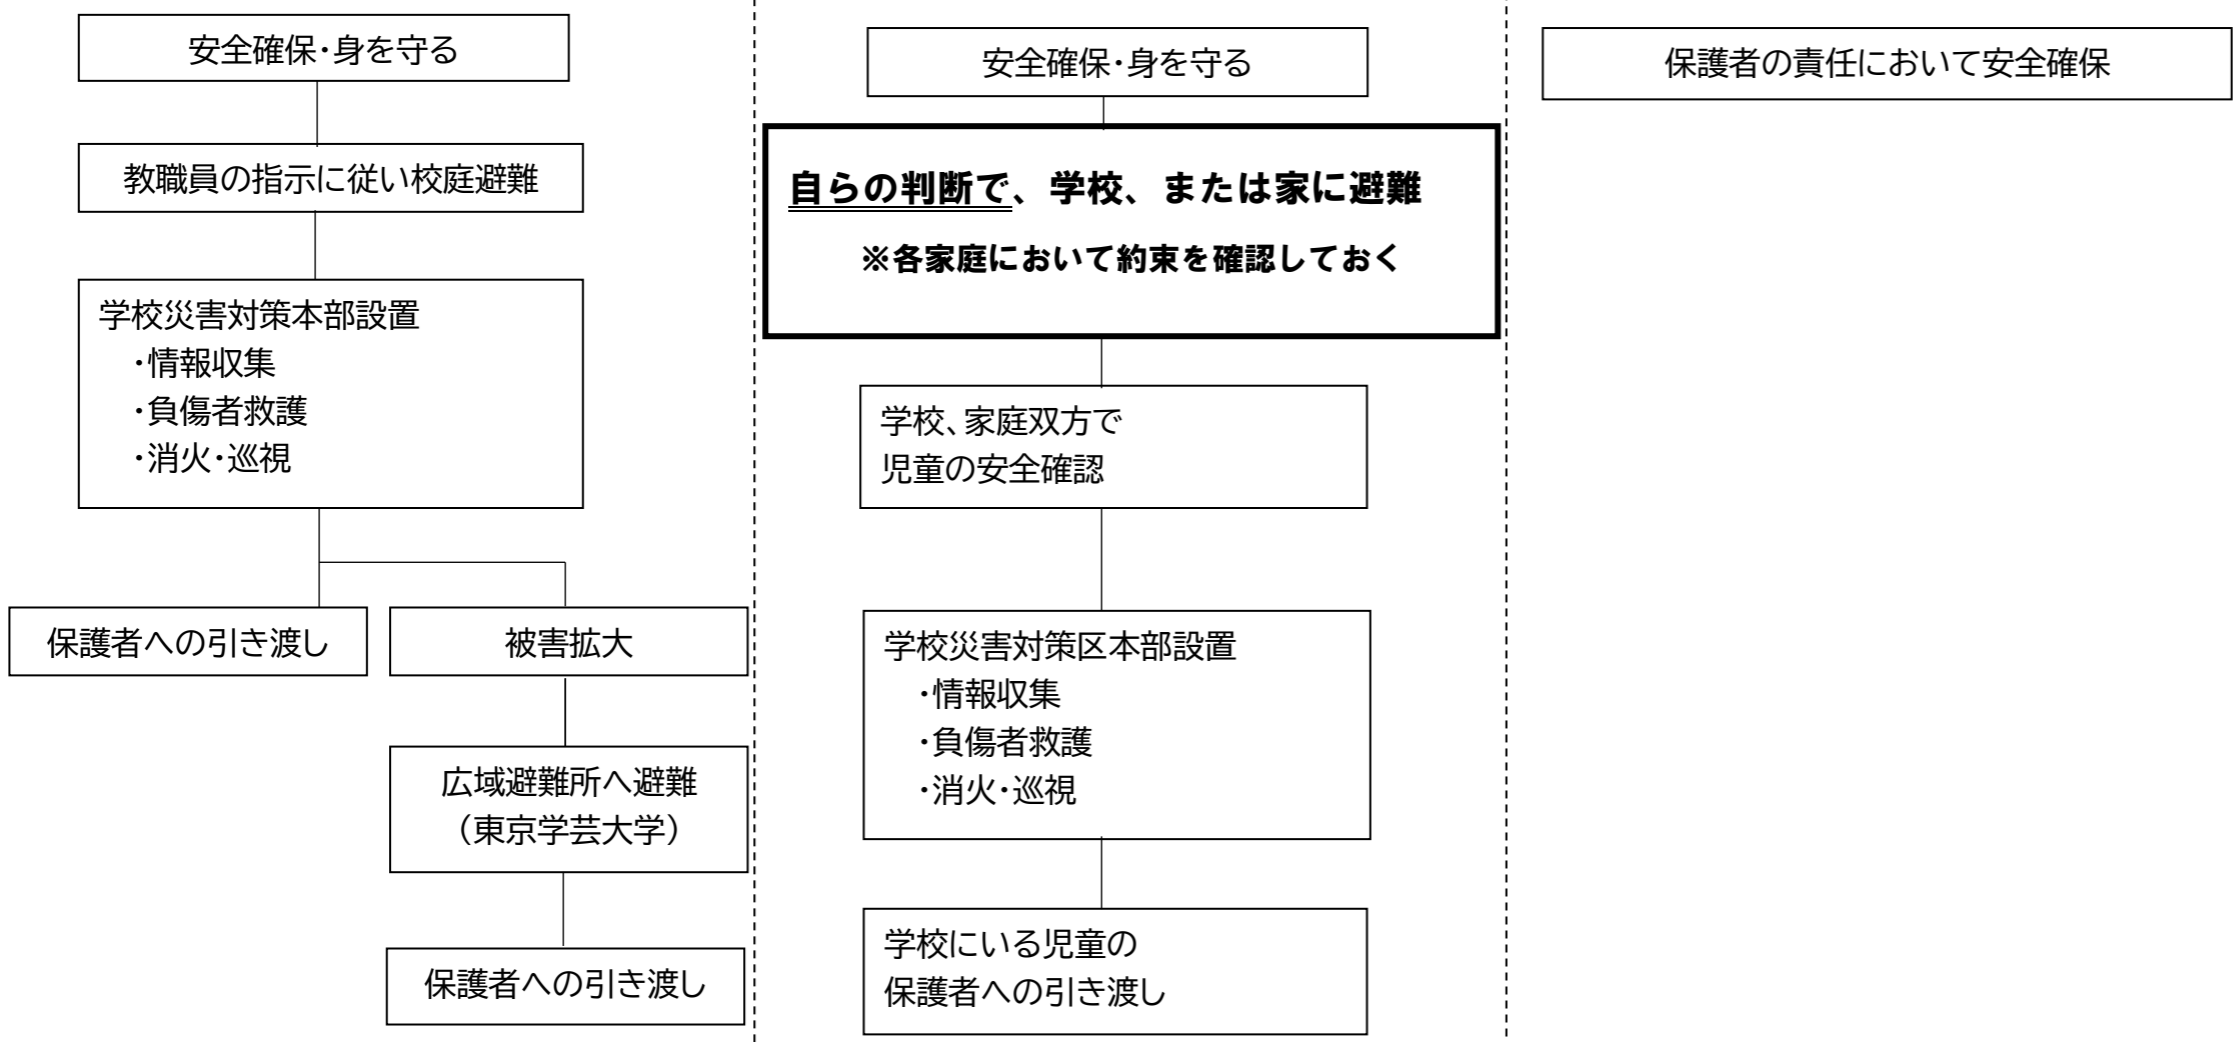 安全確保・身を守る
教職員の指示に従い校庭避難
学校災害対策本部設置
・情報収集
・負傷者救護
・消火・巡視
保護者への引き渡し
被害拡大
広域避難所へ避難
（東京学芸大学）
保護者への引き渡し
安全確保・身を守る
自らの判断で、学校、または家に避難
※各家庭において約束を確認しておく
学校、家庭双方で
児童の安全確認
学校災害対策区本部設置
・情報収集
・負傷者救護
・消火・巡視
学校にいる児童の
保護者への引き渡し
保護者の責任において安全確保